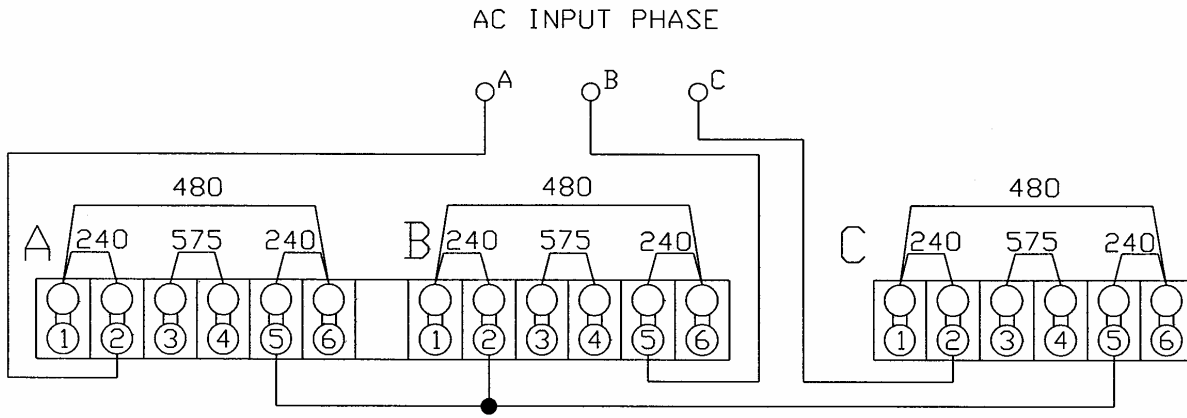 AC INPUT PHASE
A B C
480 480 480
A 240 575 240 B 240 575 240 C 240 575 240
1 2 3 4 5 6 1 2 3 4 5 6 1 2 3 4 5 6